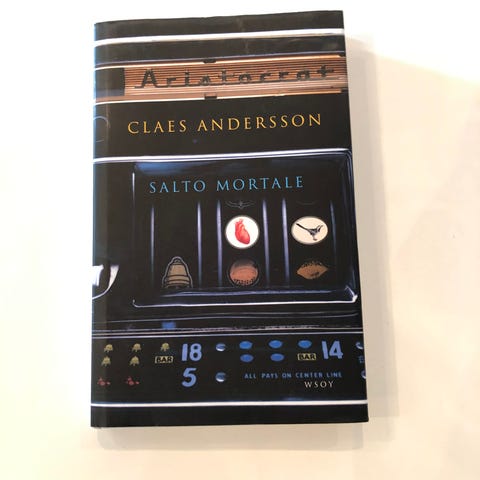 Aristocrat
CLAES ANDERSSON
SALTO MORTALE
BAR 18 BAR 14
5 ALL PAYS ON CENTER LINE
WSOY